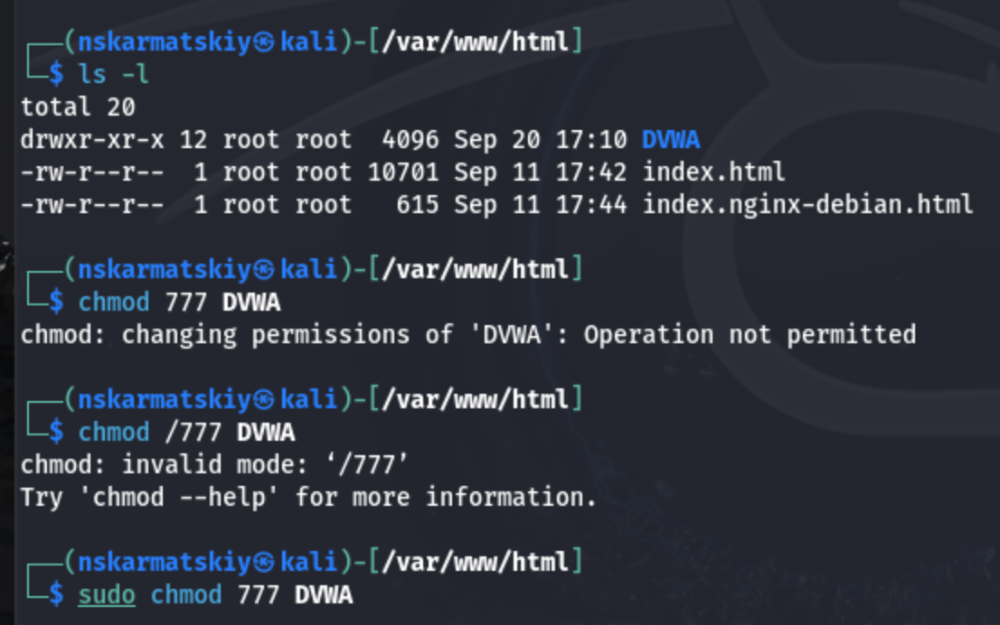 (nskarmatskiy㉿kali)-[/var/www/html]
$ ls -l
total 20
drwxr-xr-x 12 root root  4096 Sep 20 17:10 DVWA
-rw-r--r--  1 root root 10701 Sep 11 17:42 index.html
-rw-r--r--  1 root root   615 Sep 11 17:44 index.nginx-debian.html
(nskarmatskiy㉿kali)-[/var/www/html]
$ chmod 777 DVWA
chmod: changing permissions of 'DVWA': Operation not permitted
(nskarmatskiy㉿kali)-[/var/www/html]
$ chmod /777 DVWA
chmod: invalid mode: ‘/777’
Try 'chmod --help' for more information.
(nskarmatskiy㉿kali)-[/var/www/html]
$ sudo chmod 777 DVWA